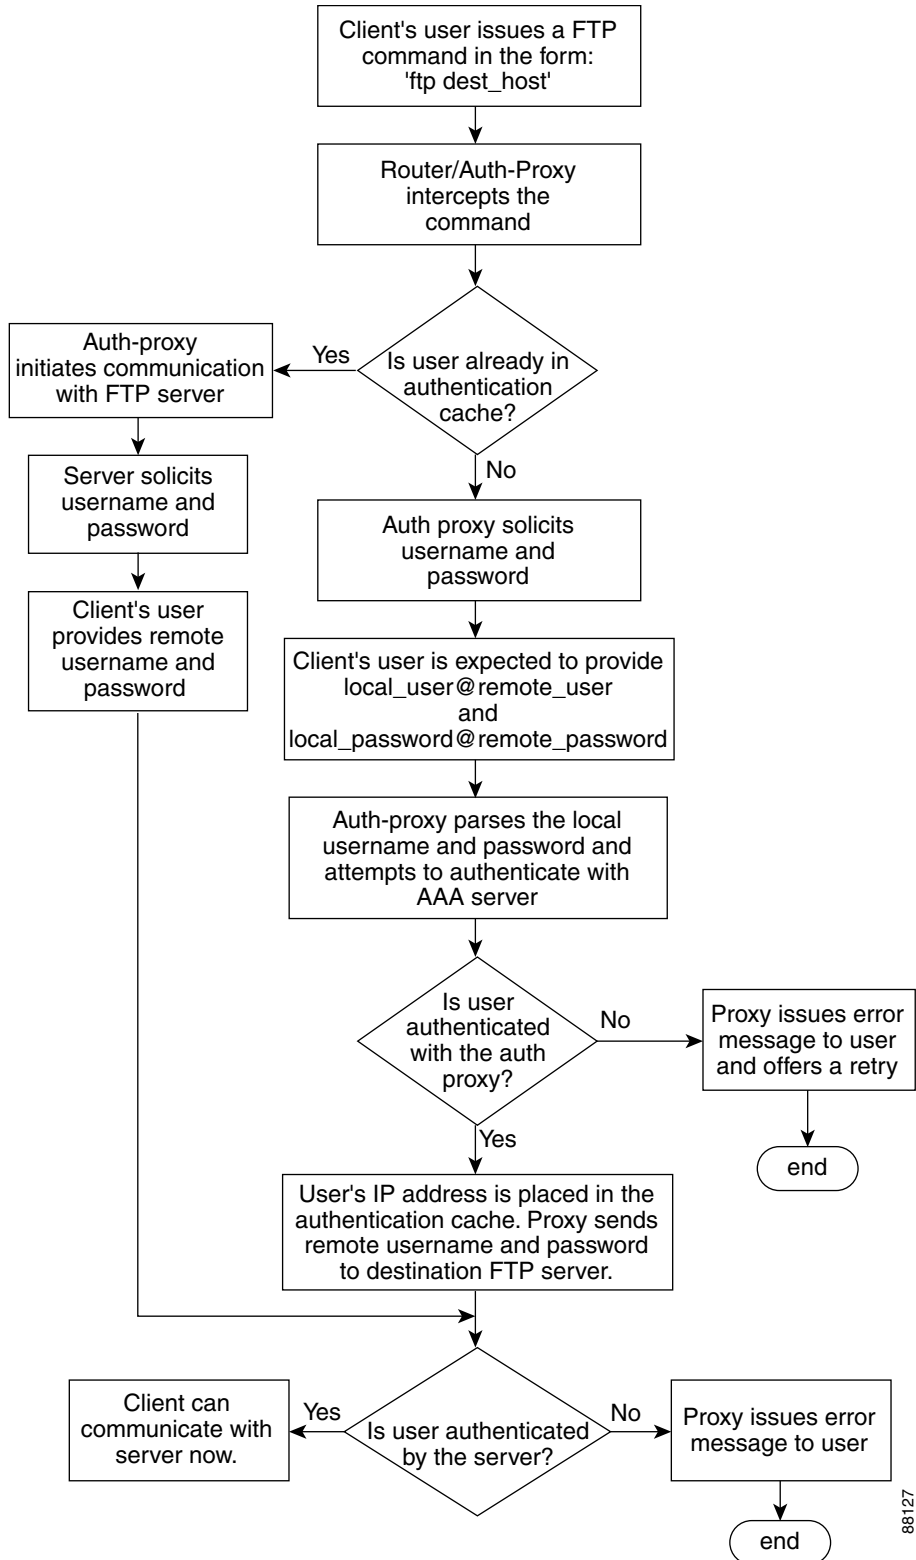 Client's user issues a FTP
command in the form:
'ftp dest_host'
Router/Auth-Proxy
intercepts the
command
Is user already in
authentication
cache?
Yes
Auth-proxy
initiates communication
with FTP server
Server solicits
username and
password
Client's user
provides remote
username and
password
No
Auth proxy solicits
username and
password
Client's user is expected to provide
local_user@remote_user
and
local_password@remote_password
Auth-proxy parses the local
username and password and
attempts to authenticate with
AAA server
Is user
authenticated
with the auth
proxy?
No
Proxy issues error
message to user
and offers a retry
end
Yes
User's IP address is placed in the
authentication cache. Proxy sends
remote username and password
to destination FTP server.
Is user authenticated
by the server?
Yes
Client can
communicate with
server now.
No
Proxy issues error
message to user
end
88127